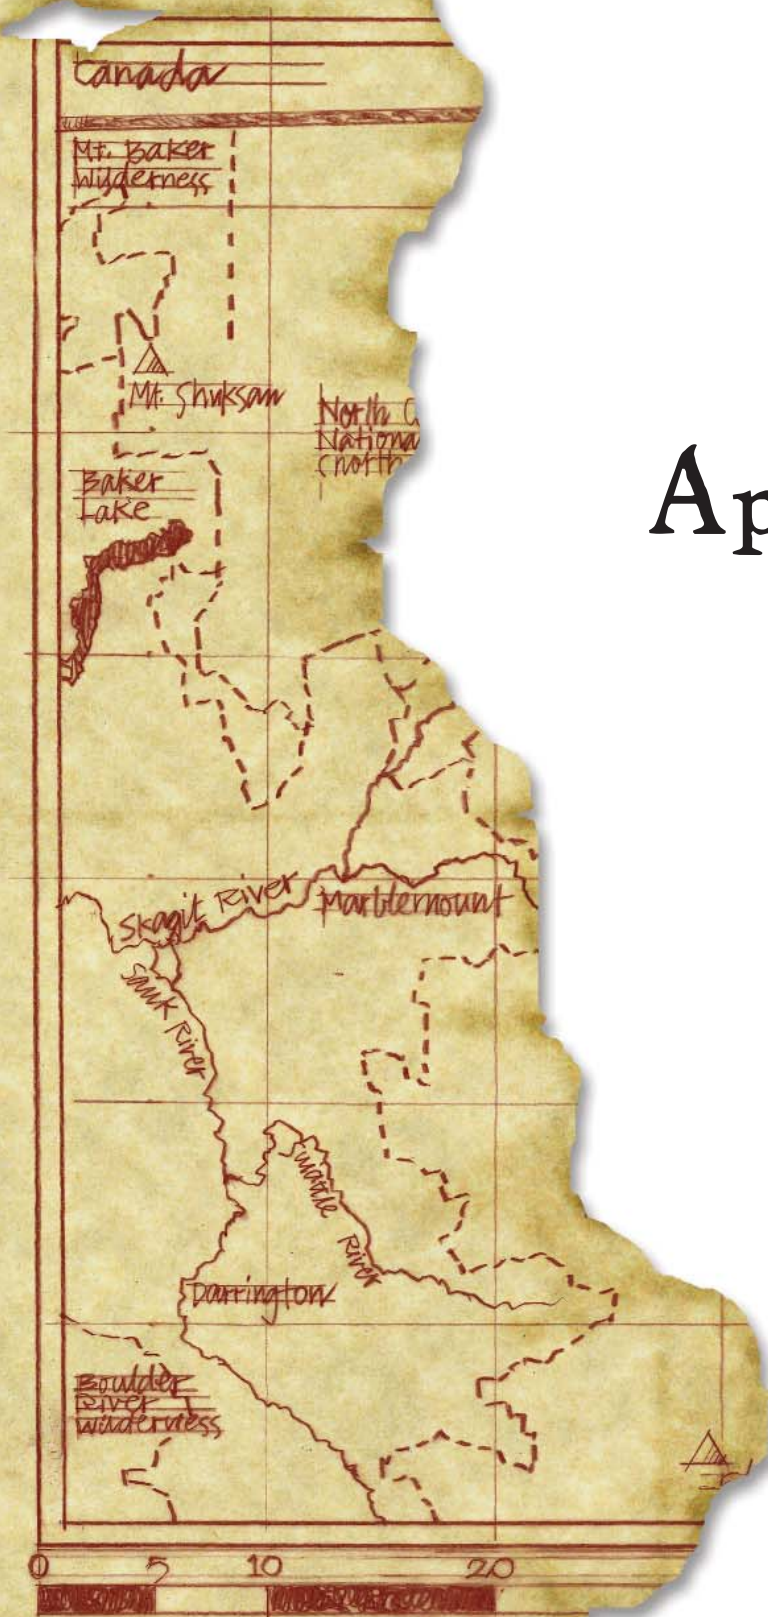 Canada
Mt. Baker
Wilderness
Mt. Shuksan
North C
Nationa
(north
Baker
Lake
Ap
Skagit River
Marblemount
Sauk River
Suiattle River
Darrington
Boulder
River
Wilderness
0 5 10 20